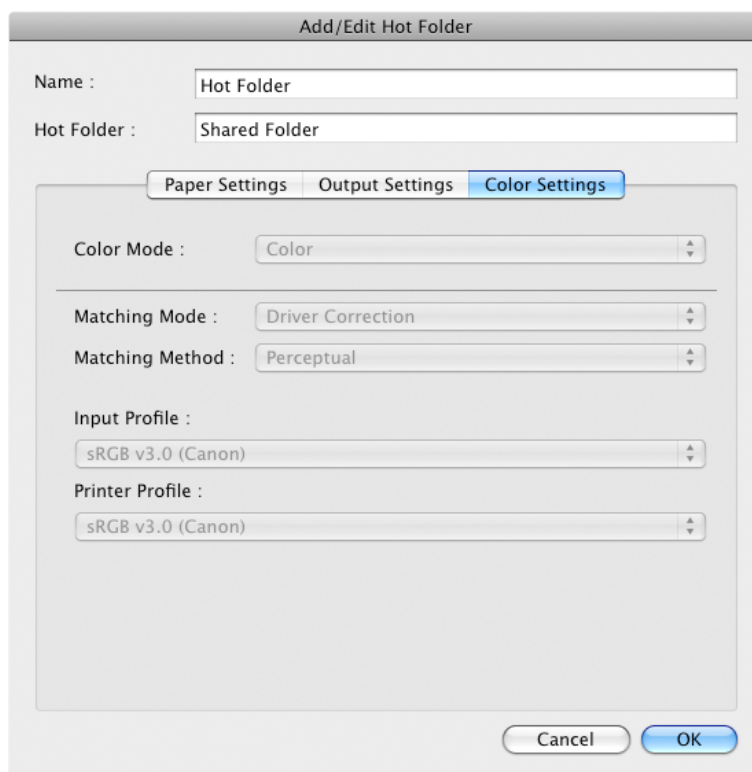 Add/Edit Hot Folder
Name : Hot Folder
Hot Folder : Shared Folder
Paper Settings Output Settings Color Settings
Color Mode : Color
Matching Mode : Driver Correction
Matching Method : Perceptual
Input Profile :
sRGB v3.0 (Canon)
Printer Profile :
sRGB v3.0 (Canon)
Cancel OK